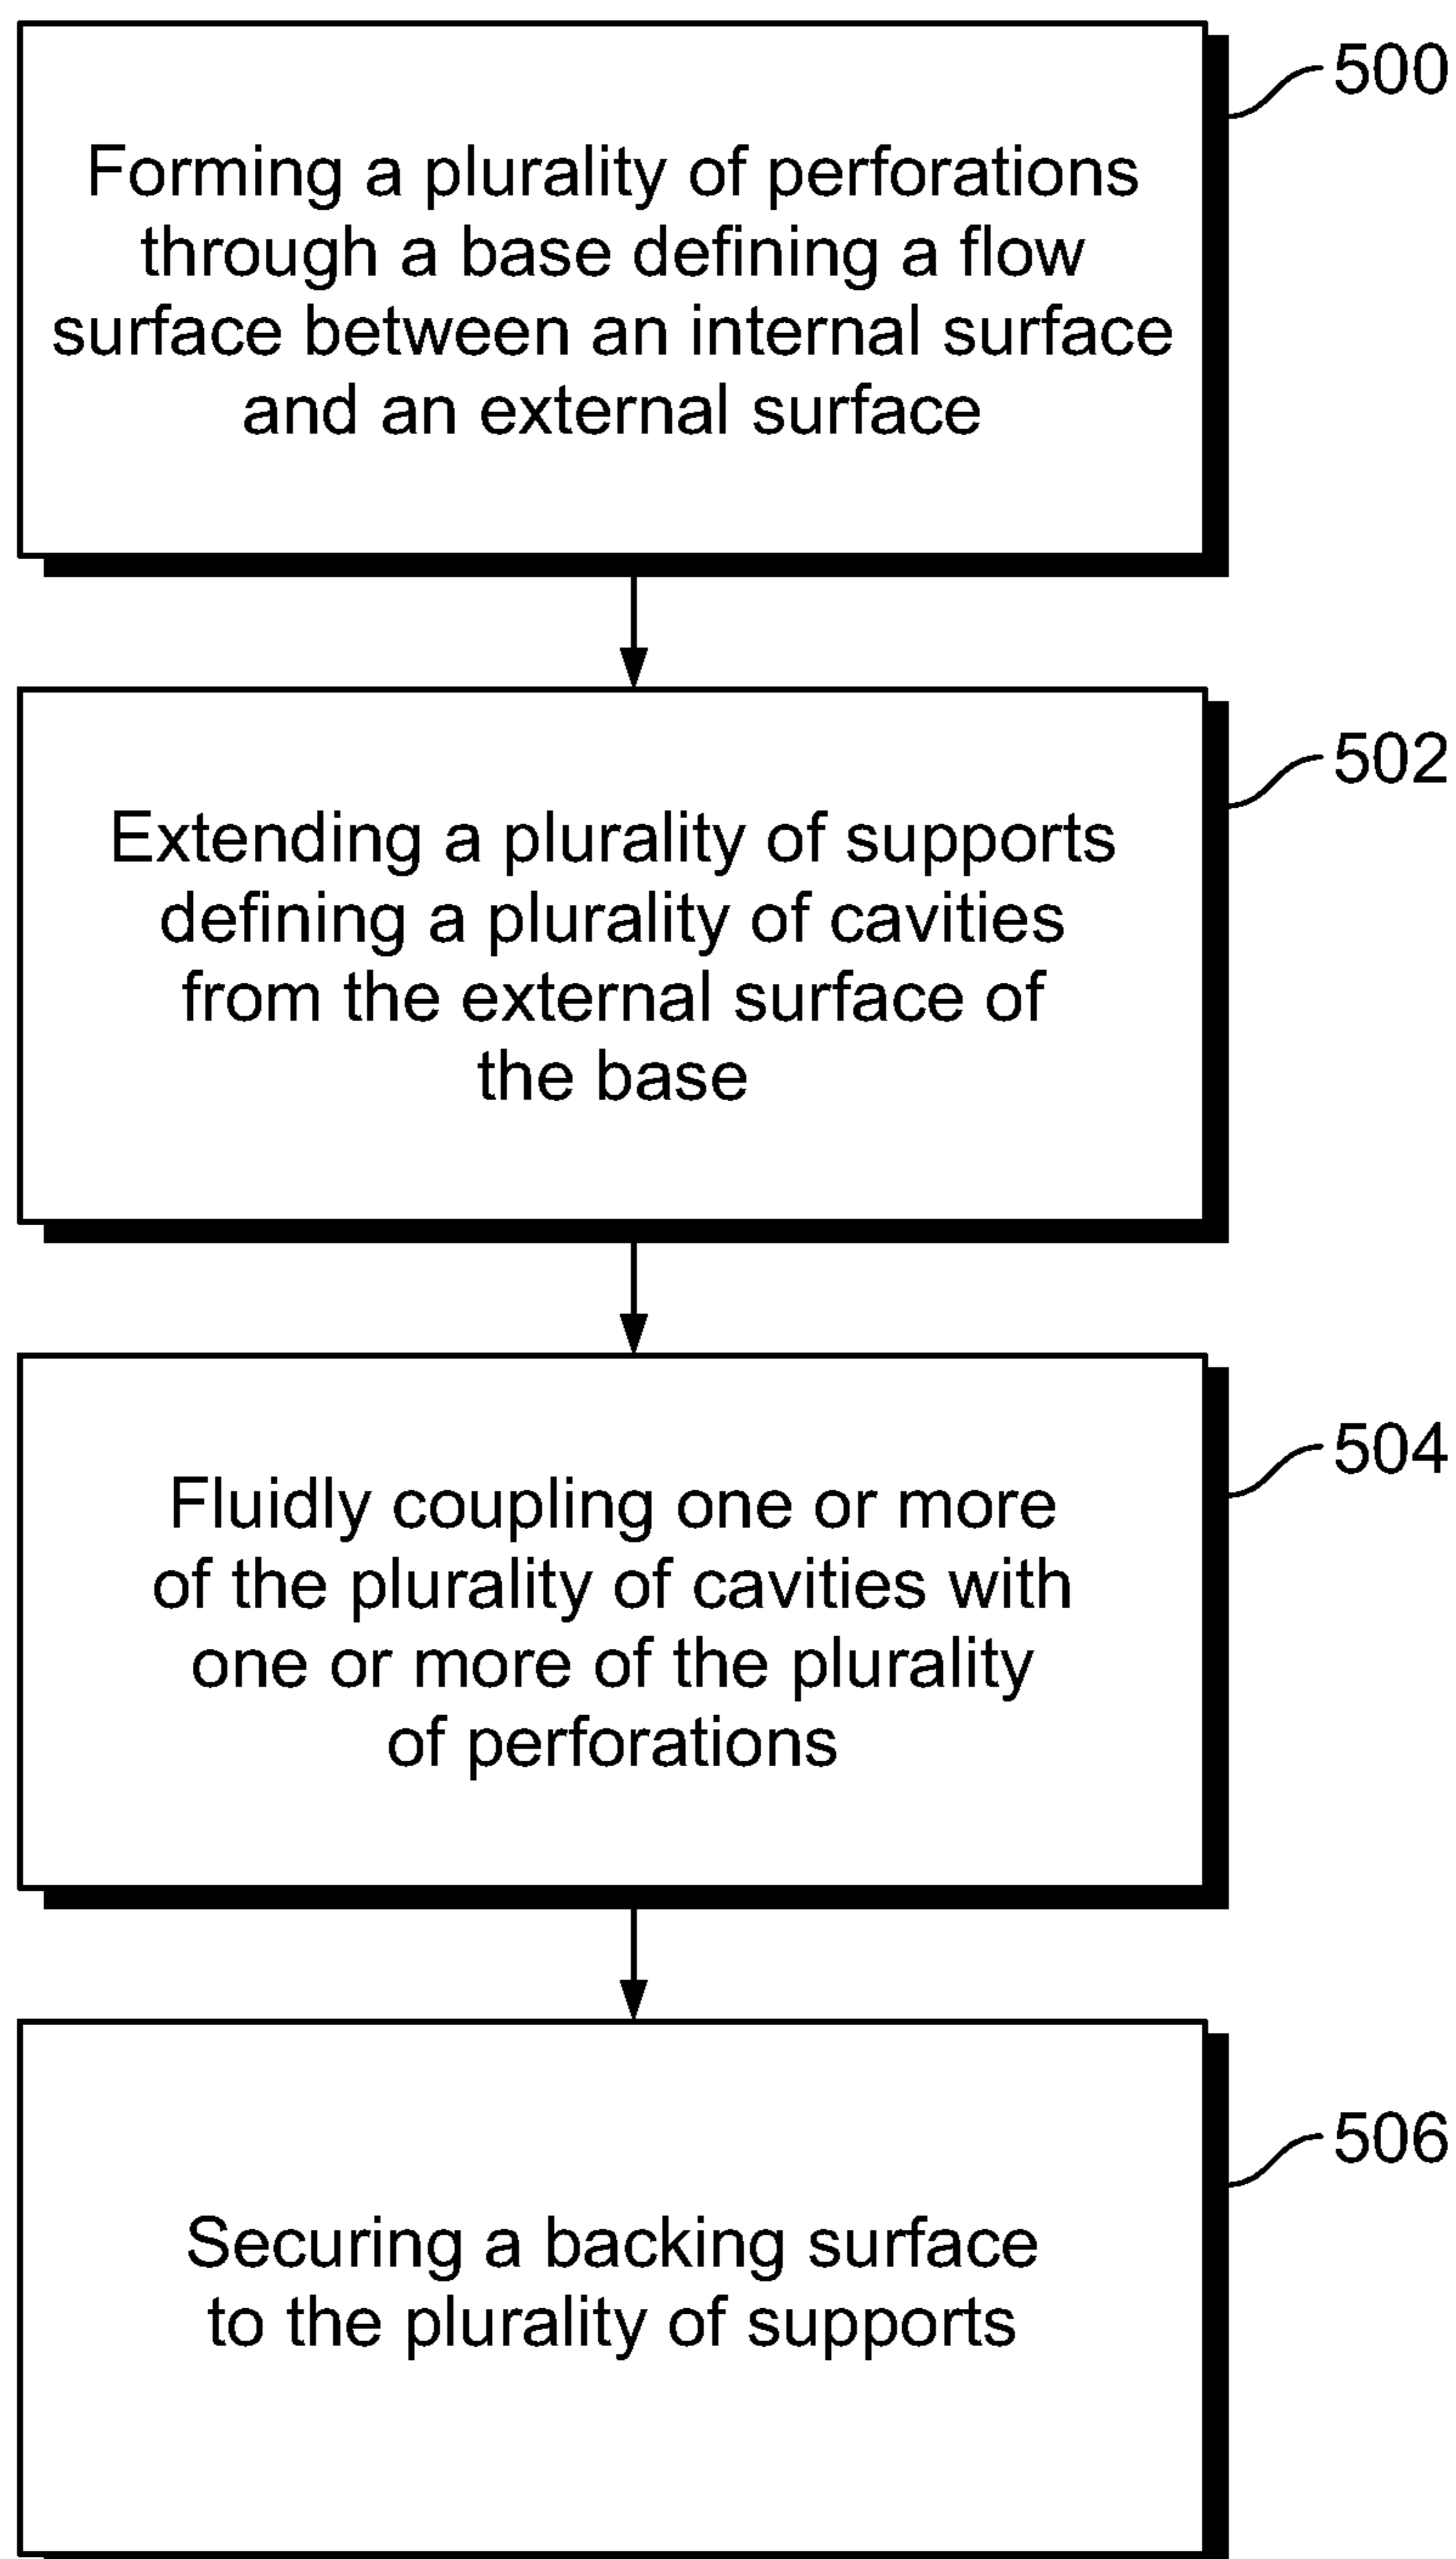 500
Forming a plurality of perforations
through a base defining a flow
surface between an internal surface
and an external surface
502
Extending a plurality of supports
defining a plurality of cavities
from the external surface of
the base
504
Fluidly coupling one or more
of the plurality of cavities with
one or more of the plurality
of perforations
506
Securing a backing surface
to the plurality of supports